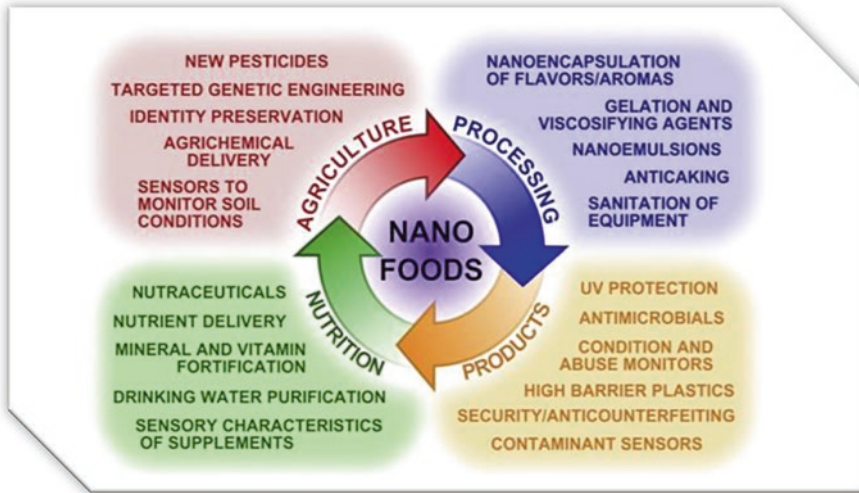 NEW PESTICIDES
TARGETED GENETIC ENGINEERING
IDENTITY PRESERVATION
AGRICHEMICAL
DELIVERY
SENSORS TO
MONITOR SOIL
CONDITIONS
AGRICULTURE
PROCESSING
NANOENCAPSULATION
OF FLAVORS/AROMAS
GELATION AND
VISCOSIFYING AGENTS
NANOEMULSIONS
ANTICAKING
SANITATION OF
EQUIPMENT
NANO
FOODS
NUTRACEUTICALS
NUTRIENT DELIVERY
MINERAL AND VITAMIN
FORTIFICATION
DRINKING WATER PURIFICATION
SENSORY CHARACTERISTICS
OF SUPPLEMENTS
NUTRITION
PRODUCTS
UV PROTECTION
ANTIMICROBIALS
CONDITION AND
ABUSE MONITORS
HIGH BARRIER PLASTICS
SECURITY/ANTICOUNTERFEITING
CONTAMINANT SENSORS